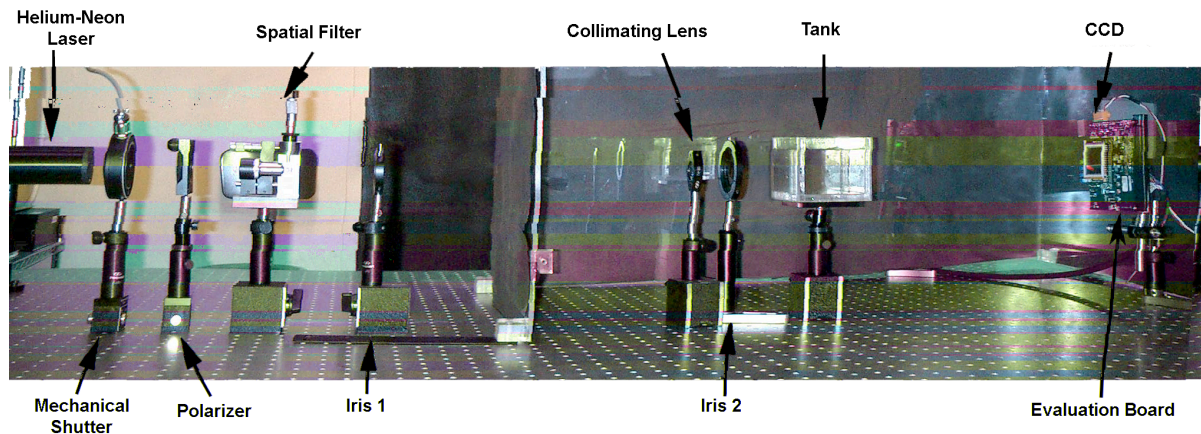 Helium-Neon
Laser
Spatial Filter
Collimating Lens
Tank
CCD
Mechanical
Shutter
Polarizer
Iris 1
Iris 2
Evaluation Board